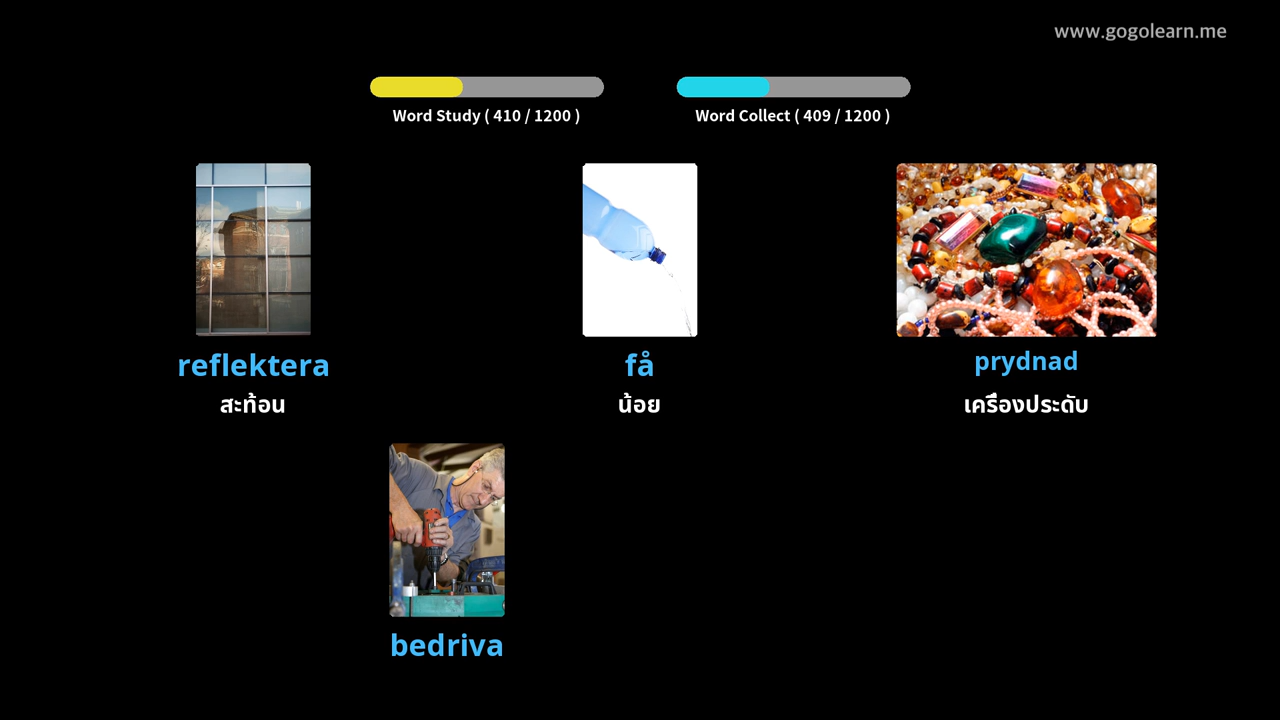 www.gogolearn.me
Word Study ( 410 / 1200 )
Word Collect ( 409 / 1200 )
reflektera
få
prydnad
สะท้อน
น้อย
เครื่องประดับ
bedriva